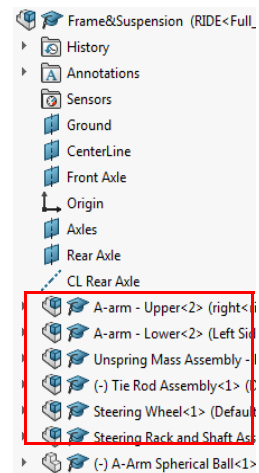 Frame&Suspension (RIDE<Full_
History
Annotations
Sensors
Ground
CenterLine
Front Axle
Origin
Axles
Rear Axle
CL Rear Axle
A-arm - Upper<2> (right<
A-arm - Lower<2> (Left Sid
Unspring Mass Assembly -
(-) Tie Rod Assembly<1> (
Steering Wheel<1> (Default
Steering Rack and Shaft Ass
(-) A-Arm Spherical Ball<1>